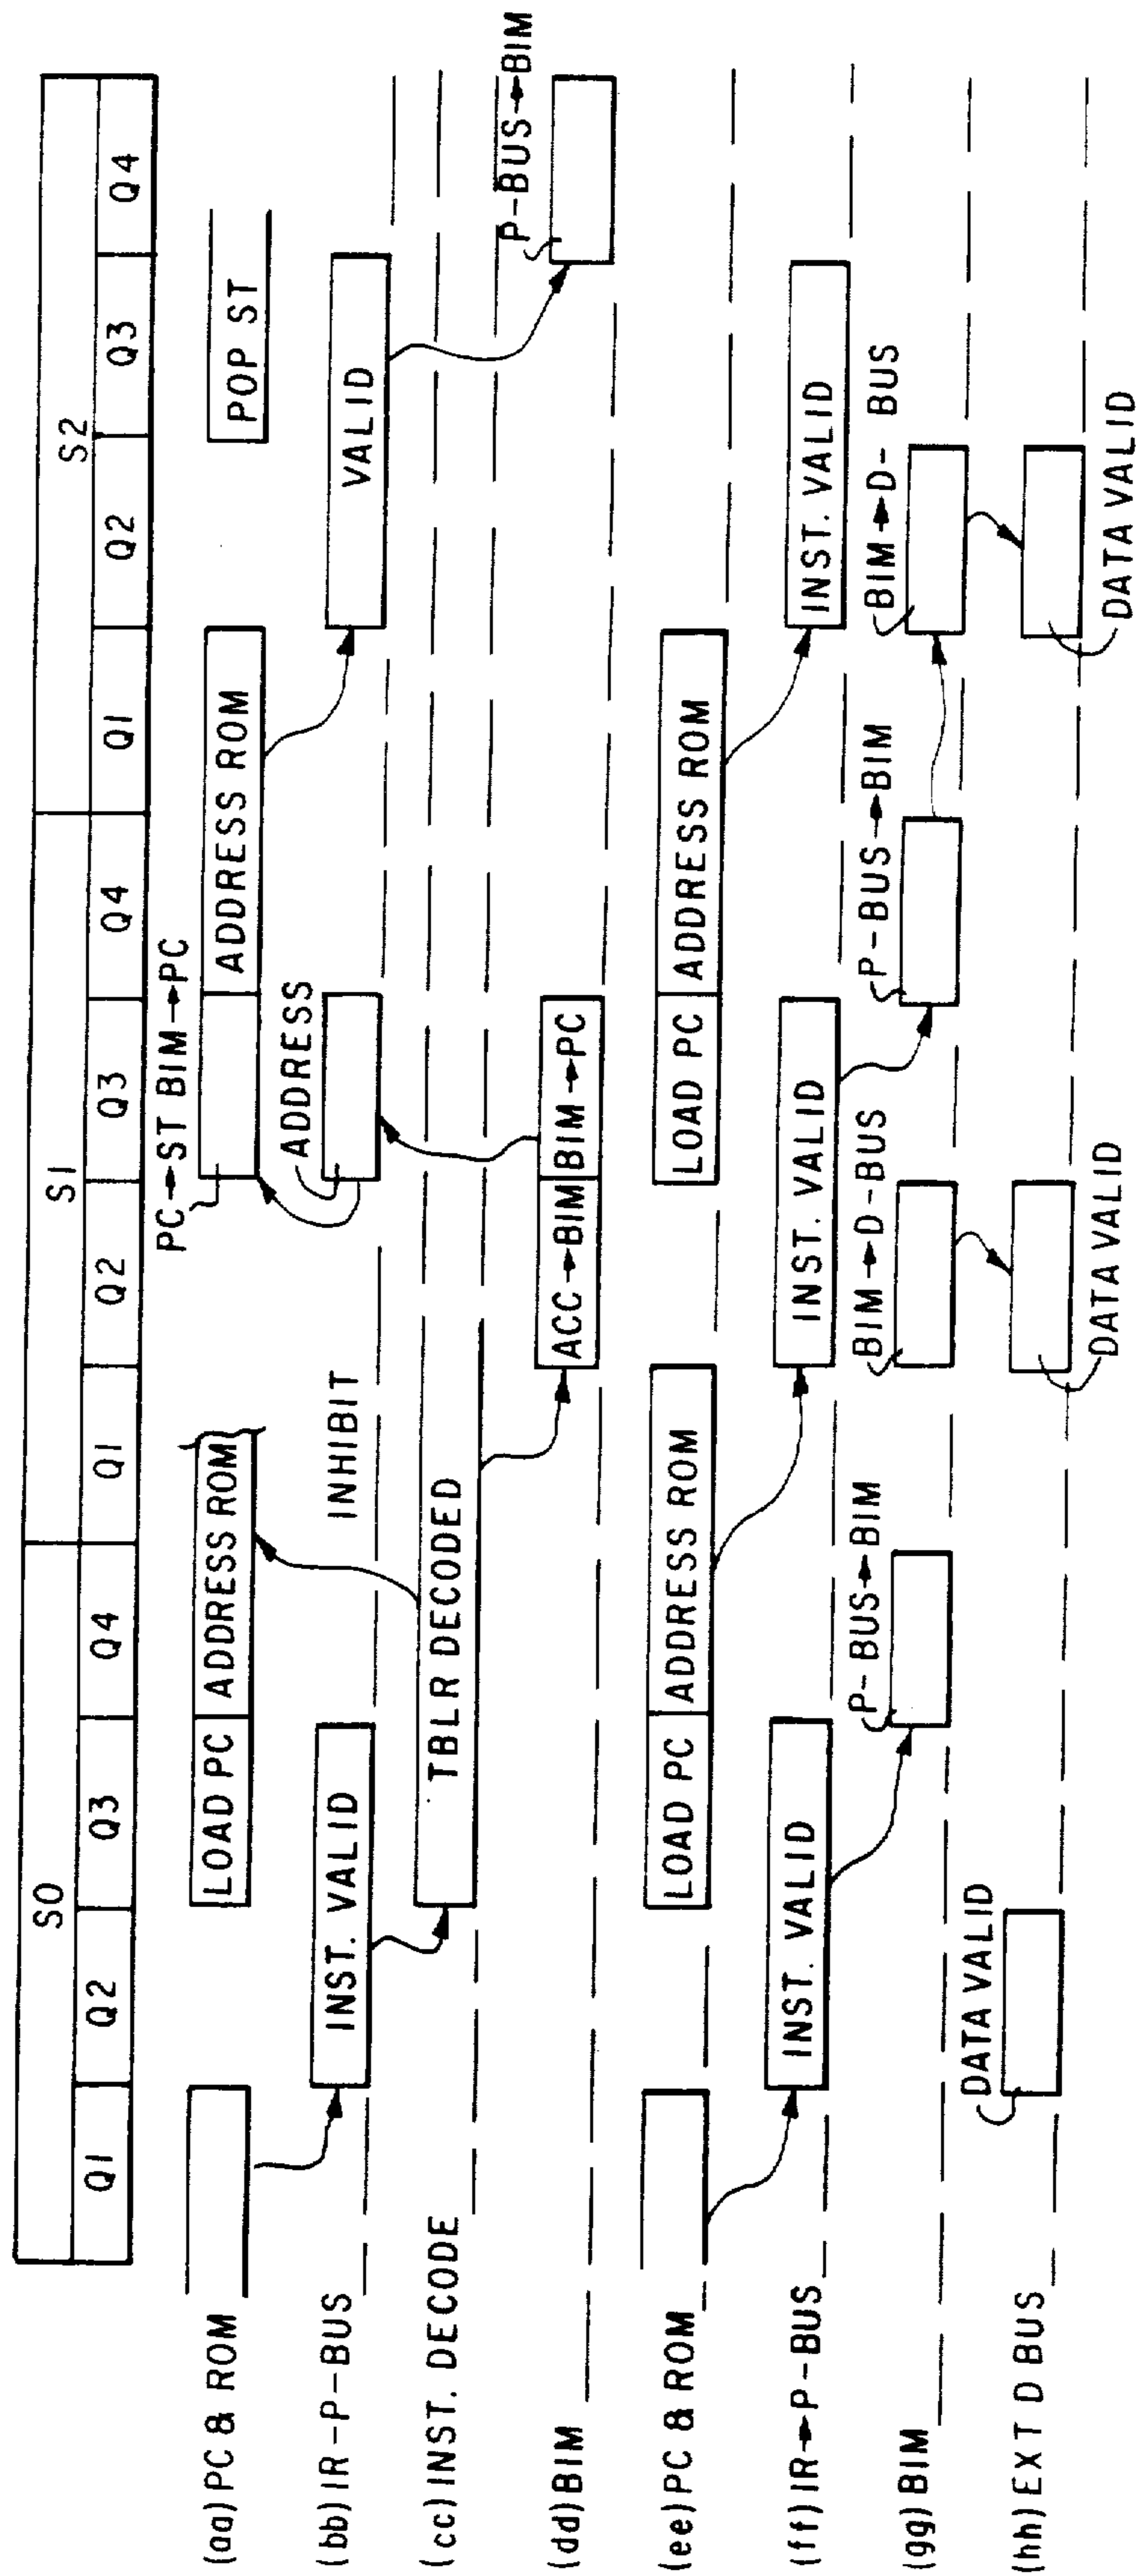 S0 S1 S2
Q1 Q2 Q3 Q4 Q1 Q2 Q3 Q4 Q1 Q2 Q3 Q4
PC→ST BIM→PC
(aa) PC & ROM LOAD PC ADDRESS ROM ADDRESS ROM POP ST
ADDRESS
(bb) IR-P-BUS INST. VALID INHIBIT VALID
(cc) INST. DECODE TBLR DECODED
P-BUS→BIM
(dd) BIM ACC→BIM BIM→PC
(ee) PC & ROM LOAD PC ADDRESS ROM LOAD PC ADDRESS ROM
(ff) IR→P-BUS INST. VALID INST. VALID INST. VALID
P-BUS→BIM BIM→D-BUS P-BUS→BIM BIM→D- BUS
(gg) BIM
DATA VALID
(hh) EXT D BUS
DATA VALID DATA VALID